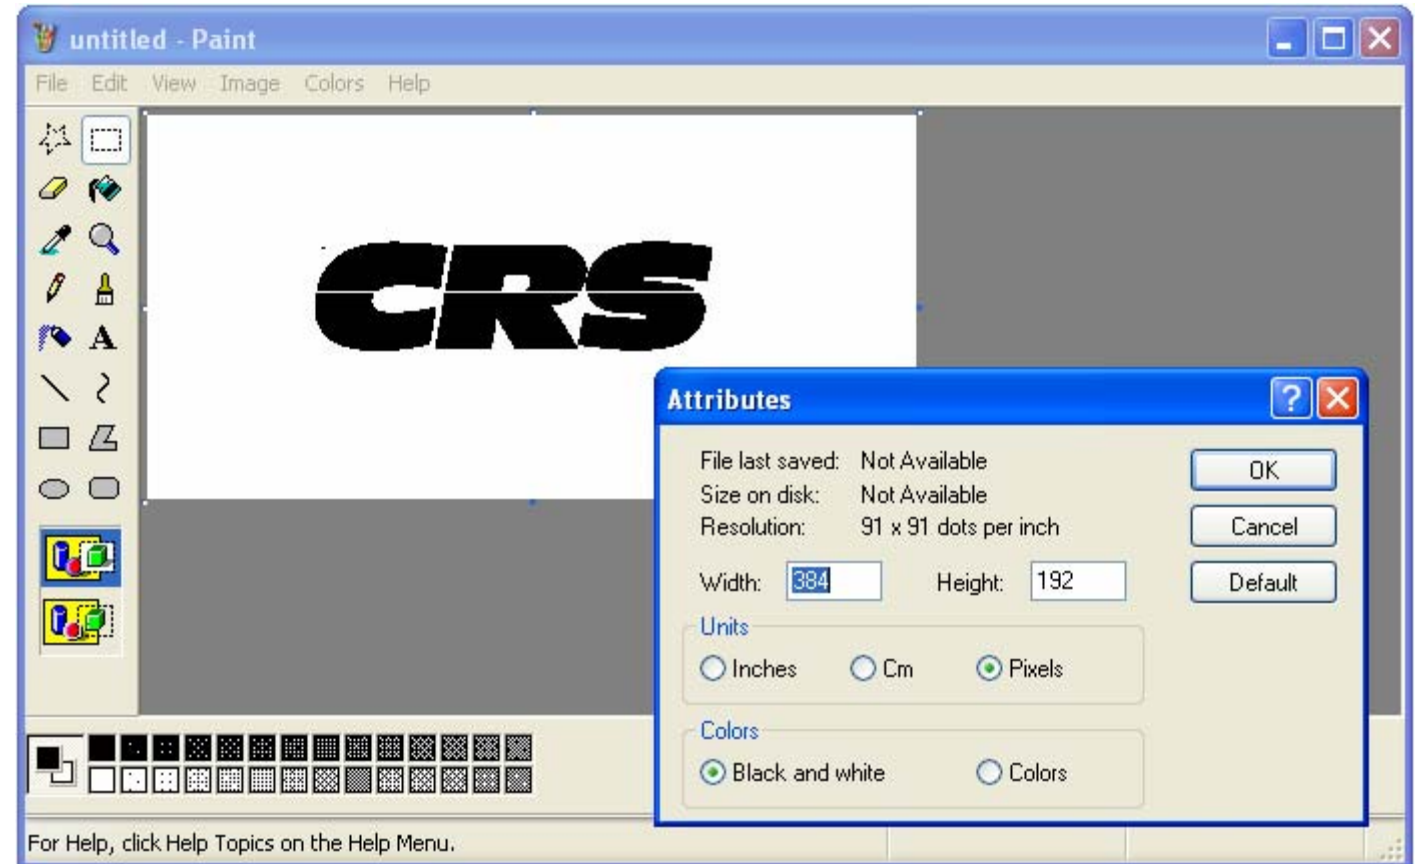 untitled - Paint
File Edit View Image Colors Help
CRS
A
Attributes
File last saved: Not Available
OK
Size on disk: Not Available
Resolution: 91 x 91 dots per inch
Cancel
Width: 384 Height: 192
Default
Units
Inches Cm Pixels
Colors
Black and white Colors
For Help, click Help Topics on the Help Menu.